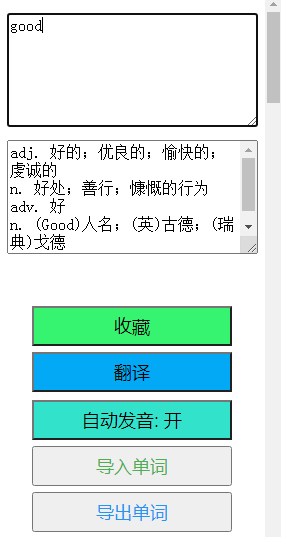 good
adj. 好的；优良的；愉快的；
虔诚的
n. 好处；善行；慷慨的行为
adv. 好
n. (Good)人名；(英)古德；(瑞
典)戈德
收藏
翻译
自动发音: 开
导入单词
导出单词